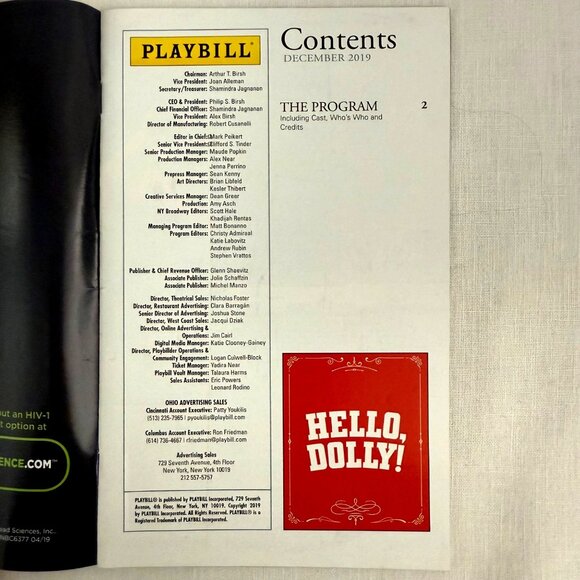 PLAYBILL®
Chairman: Arthur T. Birsh
Vice President: Joan Alleman
Secretary/Treasurer: Shamindra Jagnanan
CEO & President: Philip S. Birsh
Chief Financial Officer: Shamindra Jagnanan
Vice President: Alex Birsh
Director of Manufacturing: Robert Cusanelli
Editor in Chief: Mark Peikert
Senior Vice President: Clifford S. Tinder
Senior Production Manager: Maude Popkin
Production Managers: Alex Near
Jenna Perrino
Prepress Manager: Sean Kenny
Art Directors: Brian Libfeld
Kesler Thibert
Creative Services Manager: Dean Greer
Production: Amy Asch
NY Broadway Editors: Scott Hale
Khadijah Rentas
Managing Program Editor: Matt Bonanno
Program Editors: Christy Admiraal
Katie Labovitz
Andrew Rubin
Stephen Vrattos
Publisher & Chief Revenue Officer: Glenn Shaevitz
Associate Publisher: Jolie Schaffzin
Associate Publisher: Michel Manzo
Director, Theatrical Sales: Nicholas Foster
Director, Restaurant Advertising: Clara Barragán
Senior Director of Advertising: Joshua Stone
Director, West Coast Sales: Jacqui Dziak
Director, Online Advertising &
Operations: Jim Cairl
Digital Media Manager: Katie Clooney-Gainey
Director, Playbilder Operations &
Community Engagement: Logan Culwell-Block
Ticket Manager: Yadira Near
Playbill Vault Manager: Talaura Harms
Sales Assistants: Eric Powers
Leonard Rodino
OHIO ADVERTISING SALES
Cincinnati Account Executive: Patty Youkilis
(513) 235-7965 | pyoukilis@playbill.com
Columbus Account Executive: Ron Friedman
(614) 736-4667 | rfriedman@playbill.com
Advertising Sales
729 Seventh Avenue, 4th Floor
New York, New York 10019
212 557-5757
PLAYBILL® is published by PLAYBILL Incorporated, 729 Seventh
Avenue, 4th Floor, New York, NY 10019. Copyright 2019
by PLAYBILL Incorporated. All Rights Reserved. PLAYBILL® is a
Registered Trademark of PLAYBILL Incorporated.
Contents
DECEMBER 2019
THE PROGRAM 2
Including Cast, Who's Who and
Credits
HELLO,
DOLLY!
out an HIV-1
t option at
ENCE.COM™
ead Sciences, Inc.
NBC6377 04/19